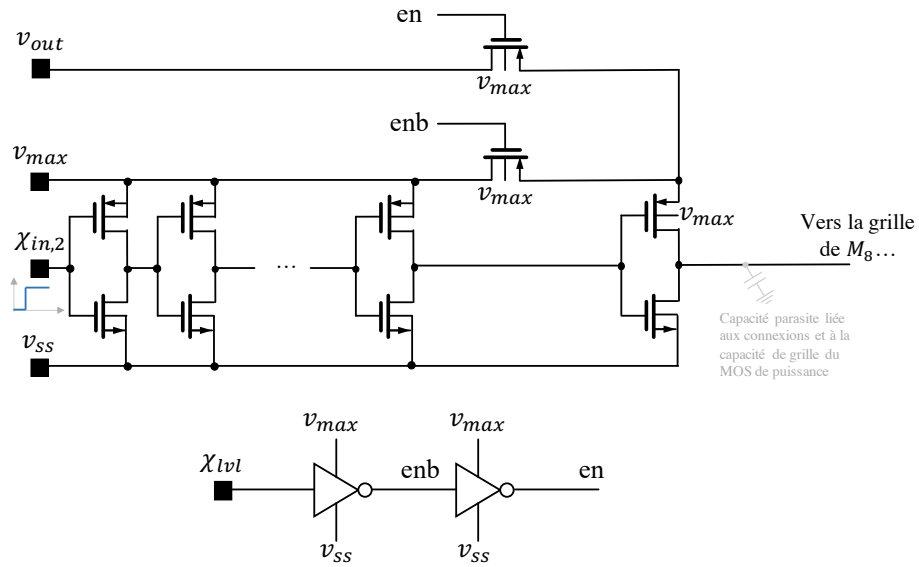 en
v_out
v_max
enb
v_max
v_max
v_max
Vers la grille
de M_8…
χ_in,2
…
v_ss
Capacité parasite liée
aux connexions et à la
capacité de grille du
MOS de puissance
v_max
v_max
χ_lvl
enb
en
v_ss
v_ss